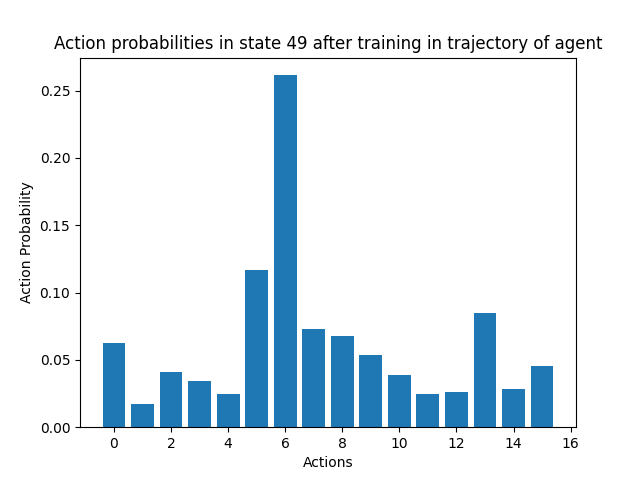 Action probabilities in state 49 after training in trajectory of agent
0.25
0.20
0.15
0.10
0.05
0.00
Action Probability
0 2 4 6 8 10 12 14 16
Actions